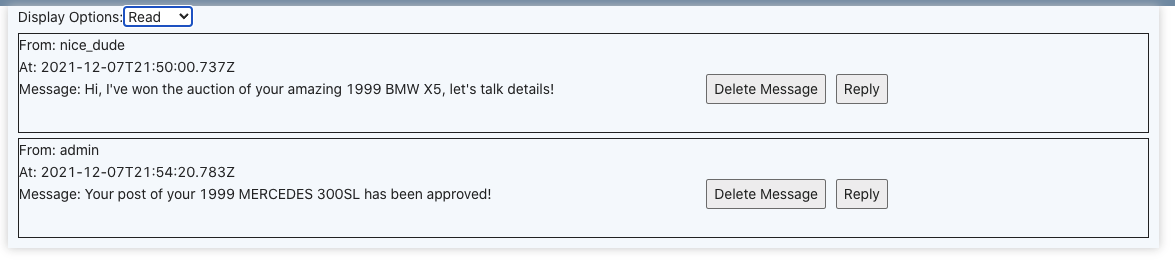 Display Options: Read
From: nice_dude
At: 2021-12-07T21:50:00.737Z
Message: Hi, I've won the auction of your amazing 1999 BMW X5, let's talk details! Delete Message Reply
From: admin
At: 2021-12-07T21:54:20.783Z
Message: Your post of your 1999 MERCEDES 300SL has been approved! Delete Message Reply